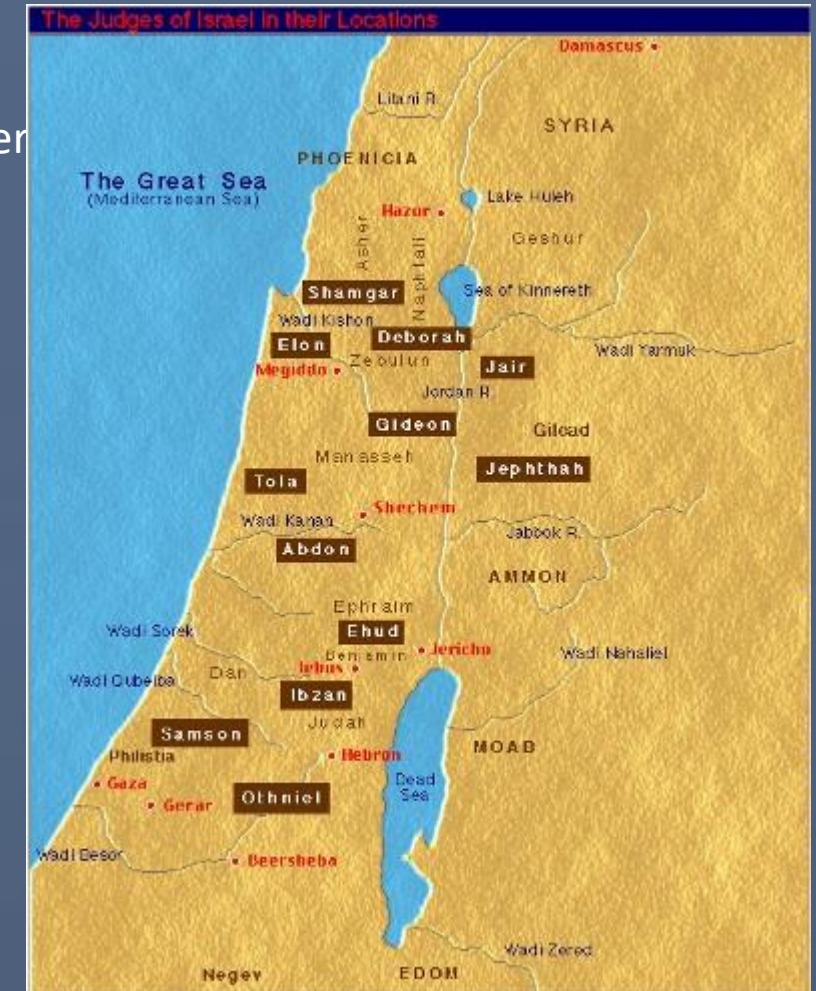 The Judges of Israel in their Locations
Damascus
Litani R.
SYRIA
er
PHOENICIA
The Great Sea
(Mediterranean Sea)
Lake Huleh
Hazor
Asher
Naphtali
Geshur
Shamgar
Sea of Kinnereth
Wadi Kishon
Elon
Deborah
Wadi Yarmuk
Zebulun
Megiddo
Jair
Jordan R.
Gideon
Gilead
Manasseh
Jephthah
Tola
Shechem
Wadi Kanan
Jabbok R.
Abdon
AMMON
Ephraim
Wadi Sorek
Ehud
Jericho
Benjamin
Wadi Nahaliel
Jebus
Dan
Wadi Qubeiba
Ibzan
Judah
Samson
MOAB
Philistia
Hebron
Gaza
Dead
Sea
Othniel
Gerar
Wadi Besor
Beersheba
Wadi Zered
Negev
EDOM